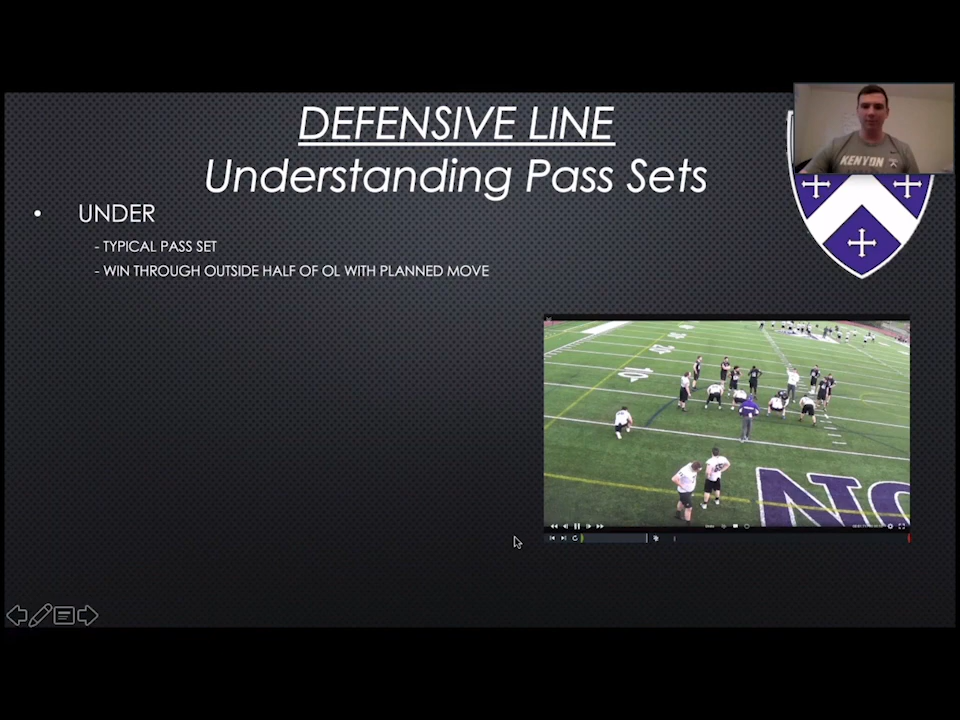 DEFENSIVE LINE
Understanding Pass Sets
KENYON
• UNDER
- TYPICAL PASS SET
- WIN THROUGH OUTSIDE HALF OF OL WITH PLANNED MOVE